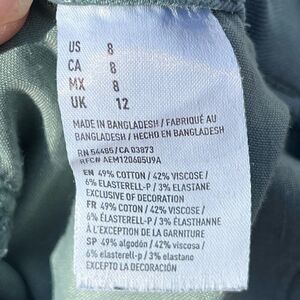 US 8
CA 8
MX 8
UK 12
MADE IN BANGLADESH / FABRIQUÉ AU
BANGLADESH / HECHO EN BANGLADESH
RN 54485/CA 03873
RFC# AEM120605U9A
EN 49% COTTON / 42% VISCOSE /
6% ELASTERELL-P / 3% ELASTANE
EXCLUSIVE OF DECORATION
FR 49% COTON / 42% VISCOSE /
6% ÉLASTERELL-P / 3% ÉLASTHANNE
À L'EXCEPTION DE LA GARNITURE
SP 49% algodón / 42% viscosa /
6% elasterell-p / 3% elastano
EXCEPTO LA DECORACIÓN